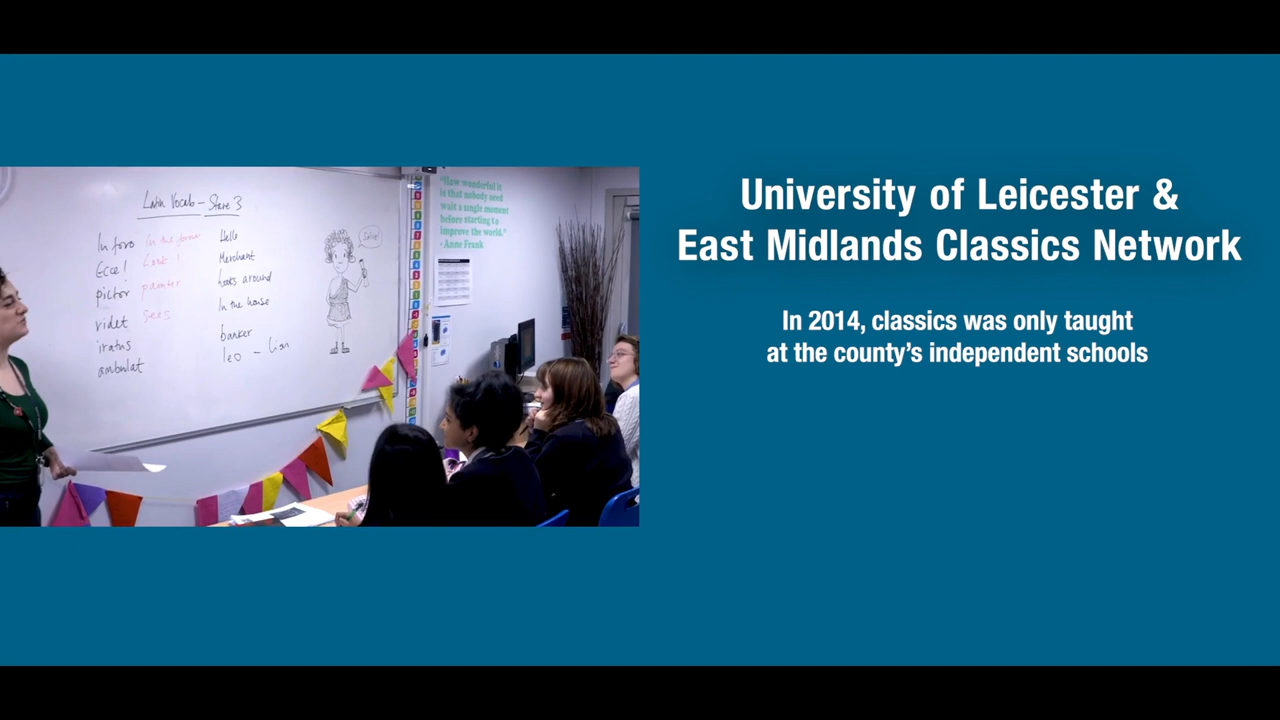 University of Leicester &
East Midlands Classics Network
In 2014, classics was only taught
at the county's independent schools
Latin Vocab - Stage 3
In foro
Ecce!
pictor
videt
iratus
ambulat
In the forum
Look!
painter
sees
Hello
Merchant
Looks around
In the house
banker
leo - lion
Salve!
"How wonderful it
is that nobody need
wait a single moment
before starting to
improve the world."
- Anne Frank